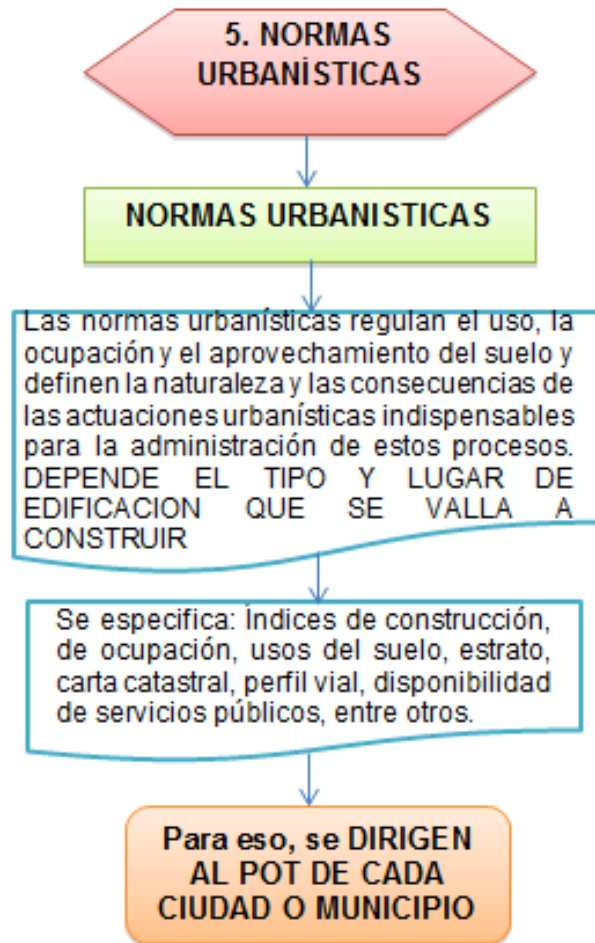 5. NORMAS
URBANÍSTICAS
NORMAS URBANISTICAS
Las normas urbanísticas regulan el uso, la
ocupación y el aprovechamiento del suelo y
definen la naturaleza y las consecuencias de
las actuaciones urbanísticas indispensables
para la administración de estos procesos.
DEPENDE EL TIPO Y LUGAR DE
EDIFICACION QUE SE VALLA A
CONSTRUIR
Se especifica: Índices de construcción,
de ocupación, usos del suelo, estrato,
carta catastral, perfil vial, disponibilidad
de servicios públicos, entre otros.
Para eso, se DIRIGEN
AL POT DE CADA
CIUDAD O MUNICIPIO